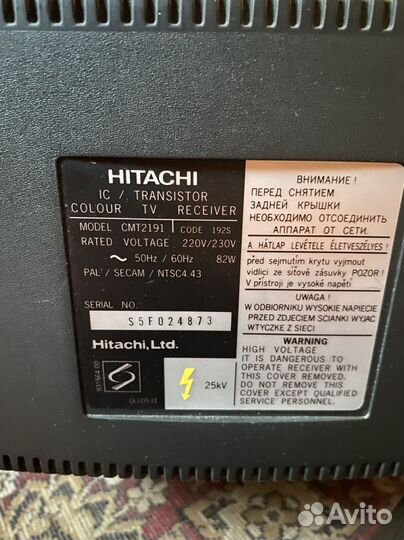 HITACHI
IC / TRANSISTOR
COLOUR TV RECEIVER
MODEL CMT2191 CODE 192S
RATED VOLTAGE 220V/230V
~ 50Hz / 60Hz 82W
PAL / SECAM / NTSC4.43
SERIAL NO.
S5F024873
Hitachi, Ltd.
QL00531
25kV
ВНИМАНИЕ!
ПЕРЕД СНЯТИЕМ
ЗАДНЕЙ КРЫШКИ
НЕОБХОДИМО ОТСОЕДИНИТЬ
АППАРАТ ОТ СЕТИ.
A HÁTLAP LEVÉTELE ÉLETVESZÉLYES!
před sejmutím krytu vyjmout
vidlici ze síťové zásuvky POZOR!
V přístroji je vysoké napětí
UWAGA!
W ODBIORNIKU WYSOKIE NAPIECIE
PRZED ZDJECIEM SCIANKI WYJAC
WTYCZKE Z SIECI
WARNING
HIGH VOLTAGE
IT IS DANGEROUS TO
OPERATE RECEIVER WITH
THIS COVER REMOVED.
DO NOT REMOVE THIS
COVER EXCEPT BY QUALIFIED
SERVICE PERSONNEL.
Avito